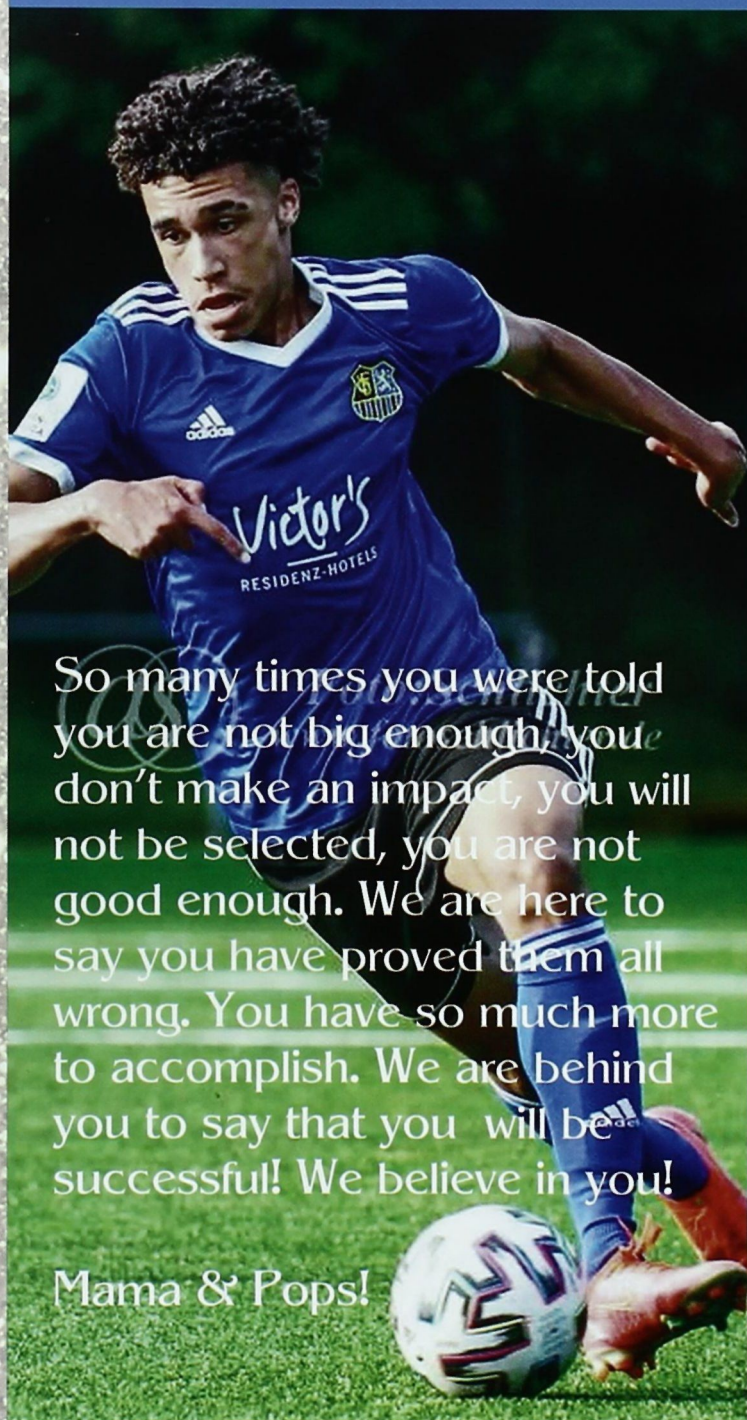 adidas
Victor's
RESIDENZ-HOTELS
So many times you were told
you are not big enough, you
don't make an impact, you will
not be selected, you are not
good enough. We are here to
say you have proved them all
wrong. You have so much more
to accomplish. We are behind
you to say that you will be
successful! We believe in you!
Mama & Pops!